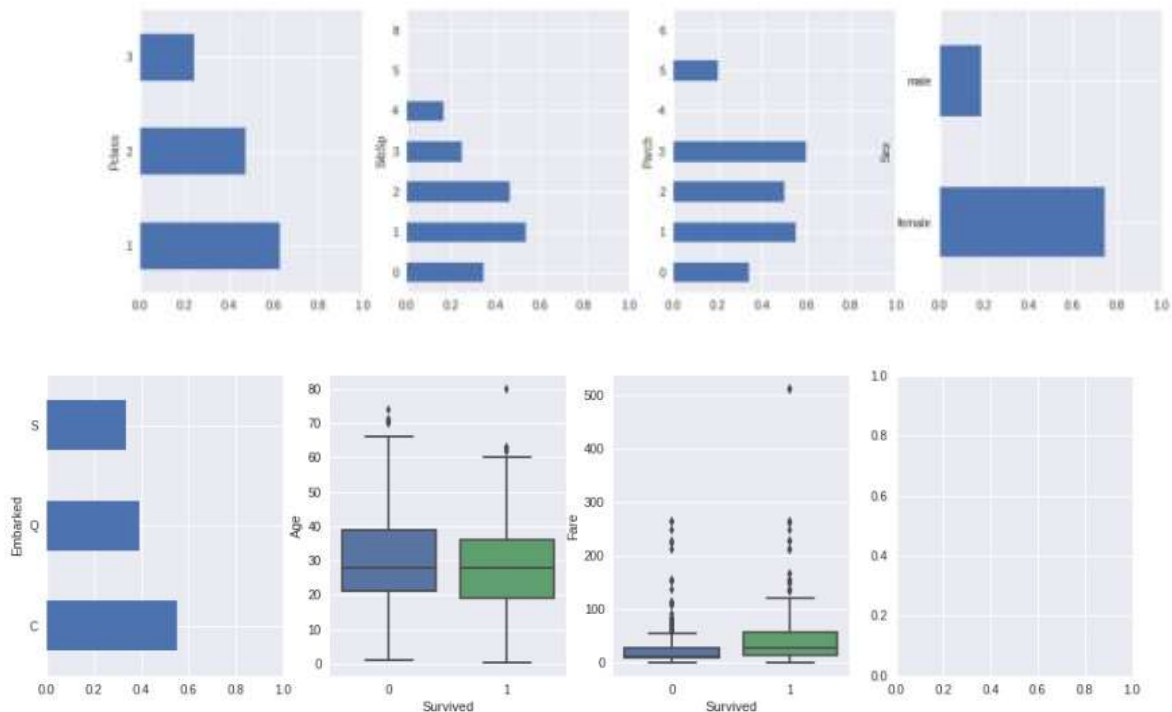 3
2
1
Pclass
0.0 0.2 0.4 0.6 0.8 1.0
8
5
4
3
2
1
0
SibSp
0.0 0.2 0.4 0.6 0.8 1.0
6
5
4
3
2
1
0
Parch
0.0 0.2 0.4 0.6 0.8 1.0
male
female
Sex
0.0 0.2 0.4 0.6 0.8 1.0
S
Q
C
Embarked
0.0 0.2 0.4 0.6 0.8 1.0
80
70
60
50
40
30
20
10
0
Age
0 1
Survived
500
400
300
200
100
0
Fare
0 1
Survived
1.0
0.8
0.6
0.4
0.2
0.0
0.0 0.2 0.4 0.6 0.8 1.0